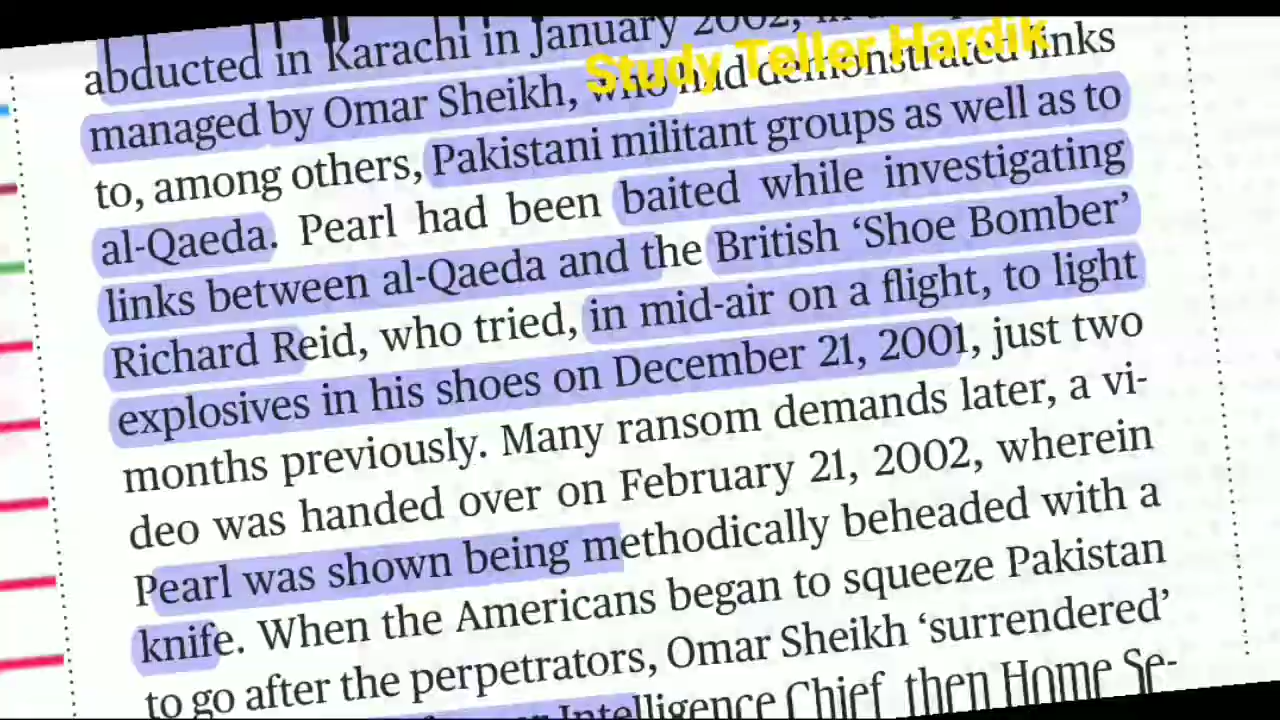 abducted in Karachi in January 2002, in
Study Teller Hardik
managed by Omar Sheikh, who had demonstrated links
to, among others, Pakistani militant groups as well as to
al-Qaeda. Pearl had been baited while investigating
links between al-Qaeda and the British ‘Shoe Bomber’
Richard Reid, who tried, in mid-air on a flight, to light
explosives in his shoes on December 21, 2001, just two
months previously. Many ransom demands later, a vi-
deo was handed over on February 21, 2002, wherein
Pearl was shown being methodically beheaded with a
knife. When the Americans began to squeeze Pakistan
to go after the perpetrators, Omar Sheikh ‘surrendered’
Intelligence Chief, then Home Se-